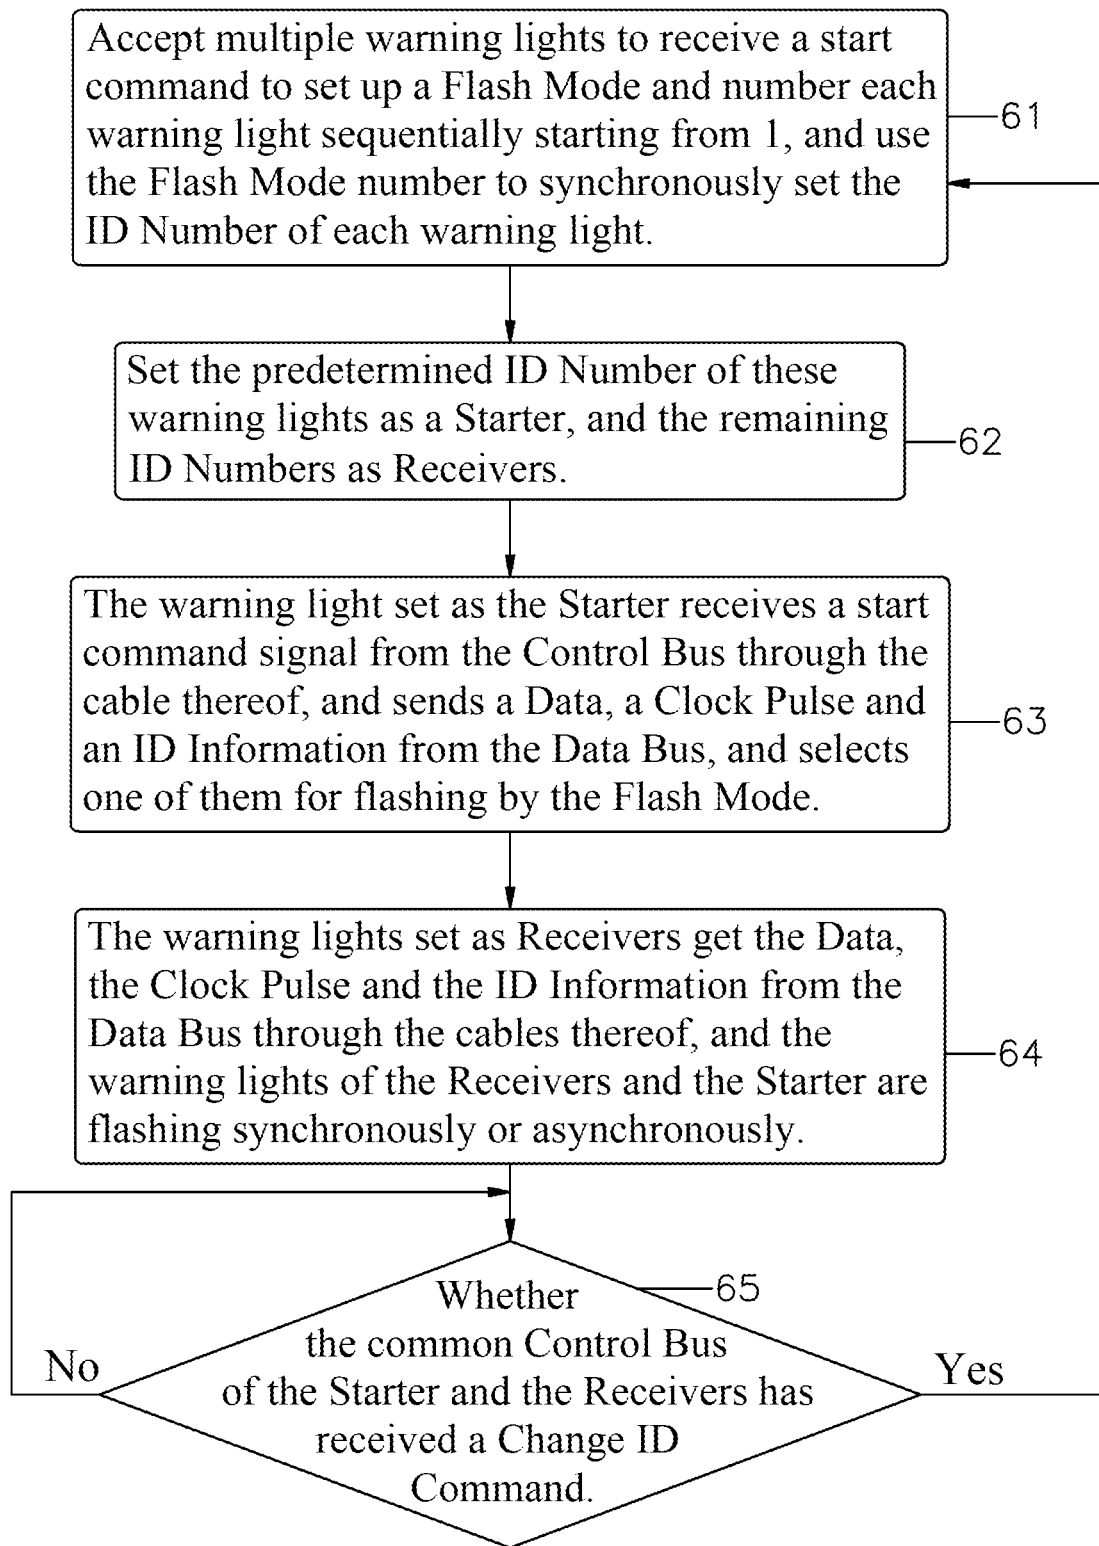 Accept multiple warning lights to receive a start
command to set up a Flash Mode and number each
warning light sequentially starting from 1, and use
the Flash Mode number to synchronously set the
ID Number of each warning light.
61
Set the predetermined ID Number of these
warning lights as a Starter, and the remaining
ID Numbers as Receivers.
62
The warning light set as the Starter receives a start
command signal from the Control Bus through the
cable thereof, and sends a Data, a Clock Pulse and
an ID Information from the Data Bus, and selects
one of them for flashing by the Flash Mode.
63
The warning lights set as Receivers get the Data,
the Clock Pulse and the ID Information from the
Data Bus through the cables thereof, and the
warning lights of the Receivers and the Starter are
flashing synchronously or asynchronously.
64
Whether
the common Control Bus
of the Starter and the Receivers has
received a Change ID
Command.
65
No
Yes